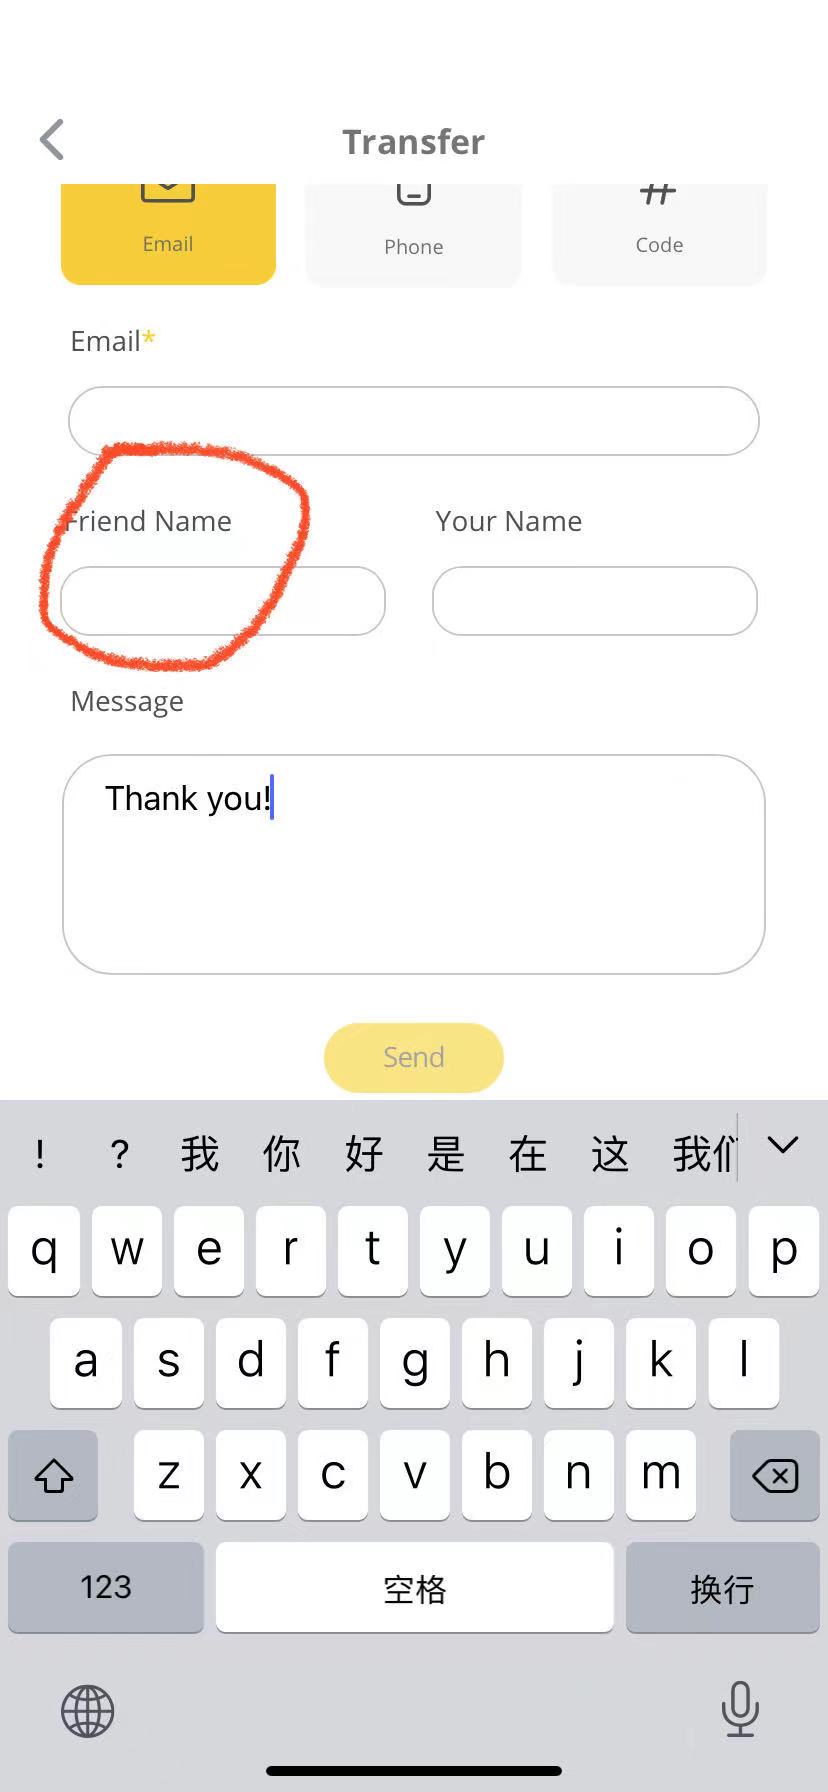 Transfer
Email
Phone
Code
Email*
Friend Name
Your Name
Message
Thank you!
Send
! ? 我 你 好 是 在 这 我们
q w e r t y u i o p
a s d f g h j k l
z x c v b n m
123 空格 换行